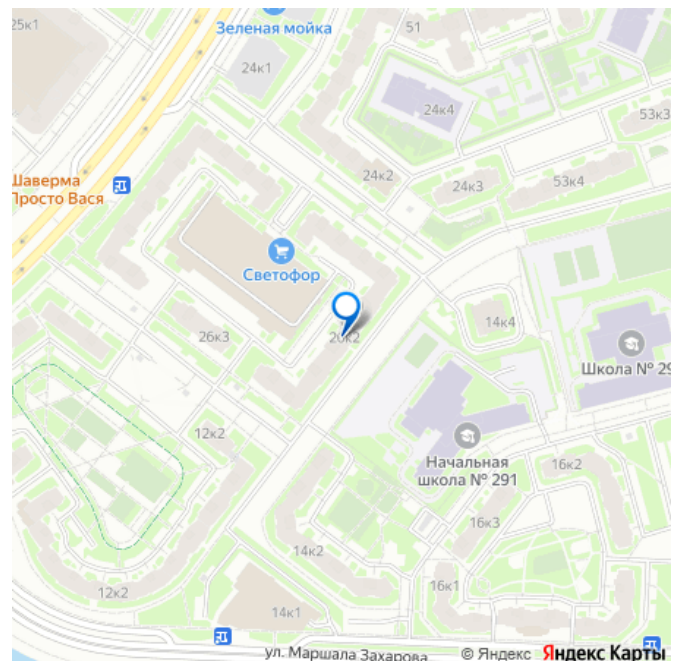 25к1
51
Зеленая мойка
24к1
24к4
53к3
24к2
Шаверма
Просто Вася
24к3
53к4
Светофор
14к4
26к3
26к2
Школа № 29
12к2
Начальная
школа № 291
16к2
16к3
14к2
16к1
12к2
14к1
ул. Маршала Захарова
© Яндекс Яндекс Карты